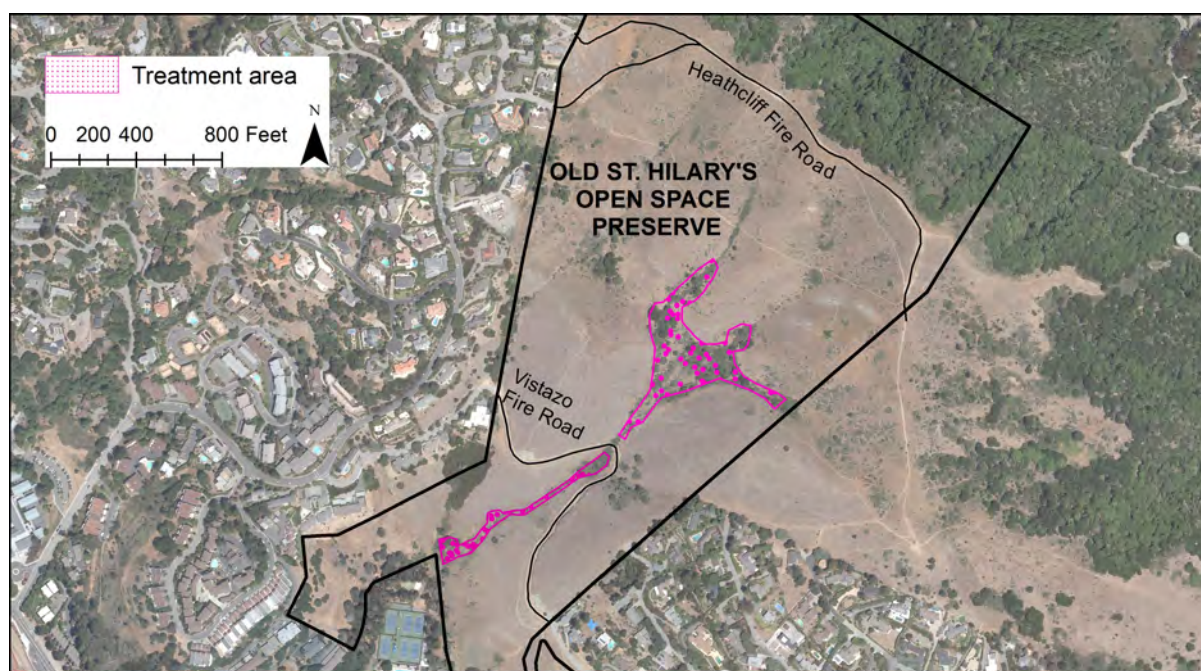 Treatment area
N
0 200 400 800 Feet
Heathcliff Fire Road
OLD ST. HILARY'S
OPEN SPACE
PRESERVE
Vistazo
Fire Road